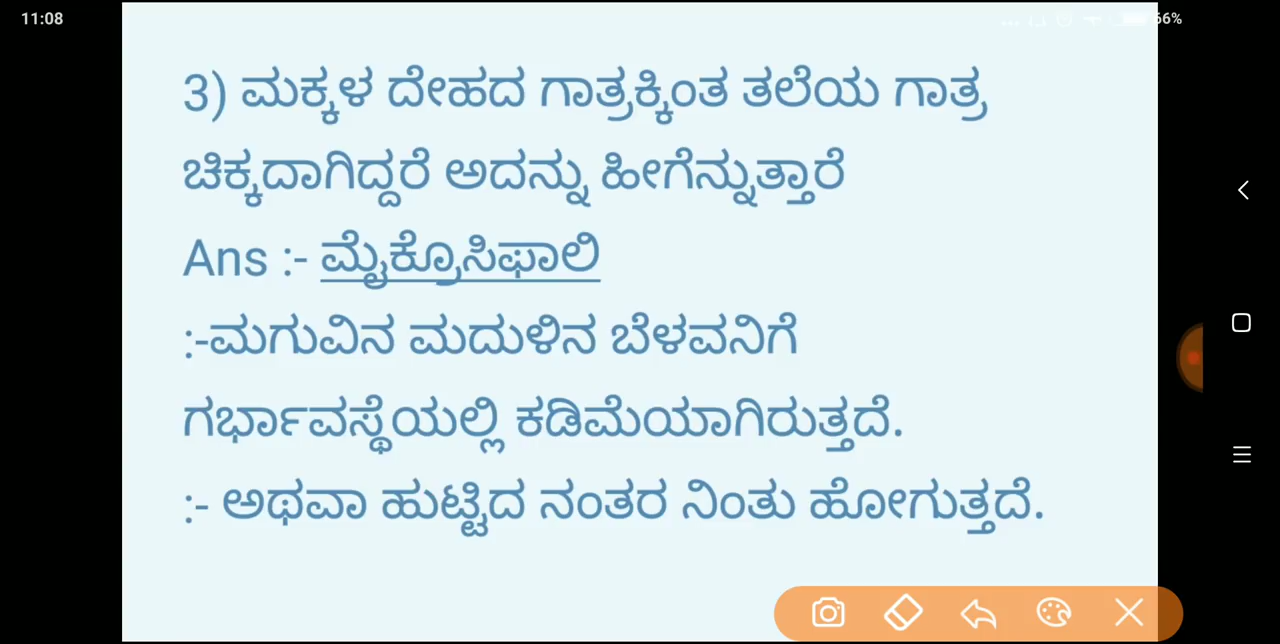 11:08
66%
3) ಮಕ್ಕಳ ದೇಹದ ಗಾತ್ರಕ್ಕಿಂತ ತಲೆಯ ಗಾತ್ರ
ಚಿಕ್ಕದಾಗಿದ್ದರೆ ಅದನ್ನು ಹೀಗೆನ್ನುತ್ತಾರೆ
Ans :- ಮೈಕ್ರೊಸಿಫಾಲಿ
:-ಮಗುವಿನ ಮದುಳಿನ ಬೆಳವನಿಗೆ
ಗರ್ಭಾವಸ್ಥೆಯಲ್ಲಿ ಕಡಿಮೆಯಾಗಿರುತ್ತದೆ.
:- ಅಥವಾ ಹುಟ್ಟಿದ ನಂತರ ನಿಂತು ಹೋಗುತ್ತದೆ.